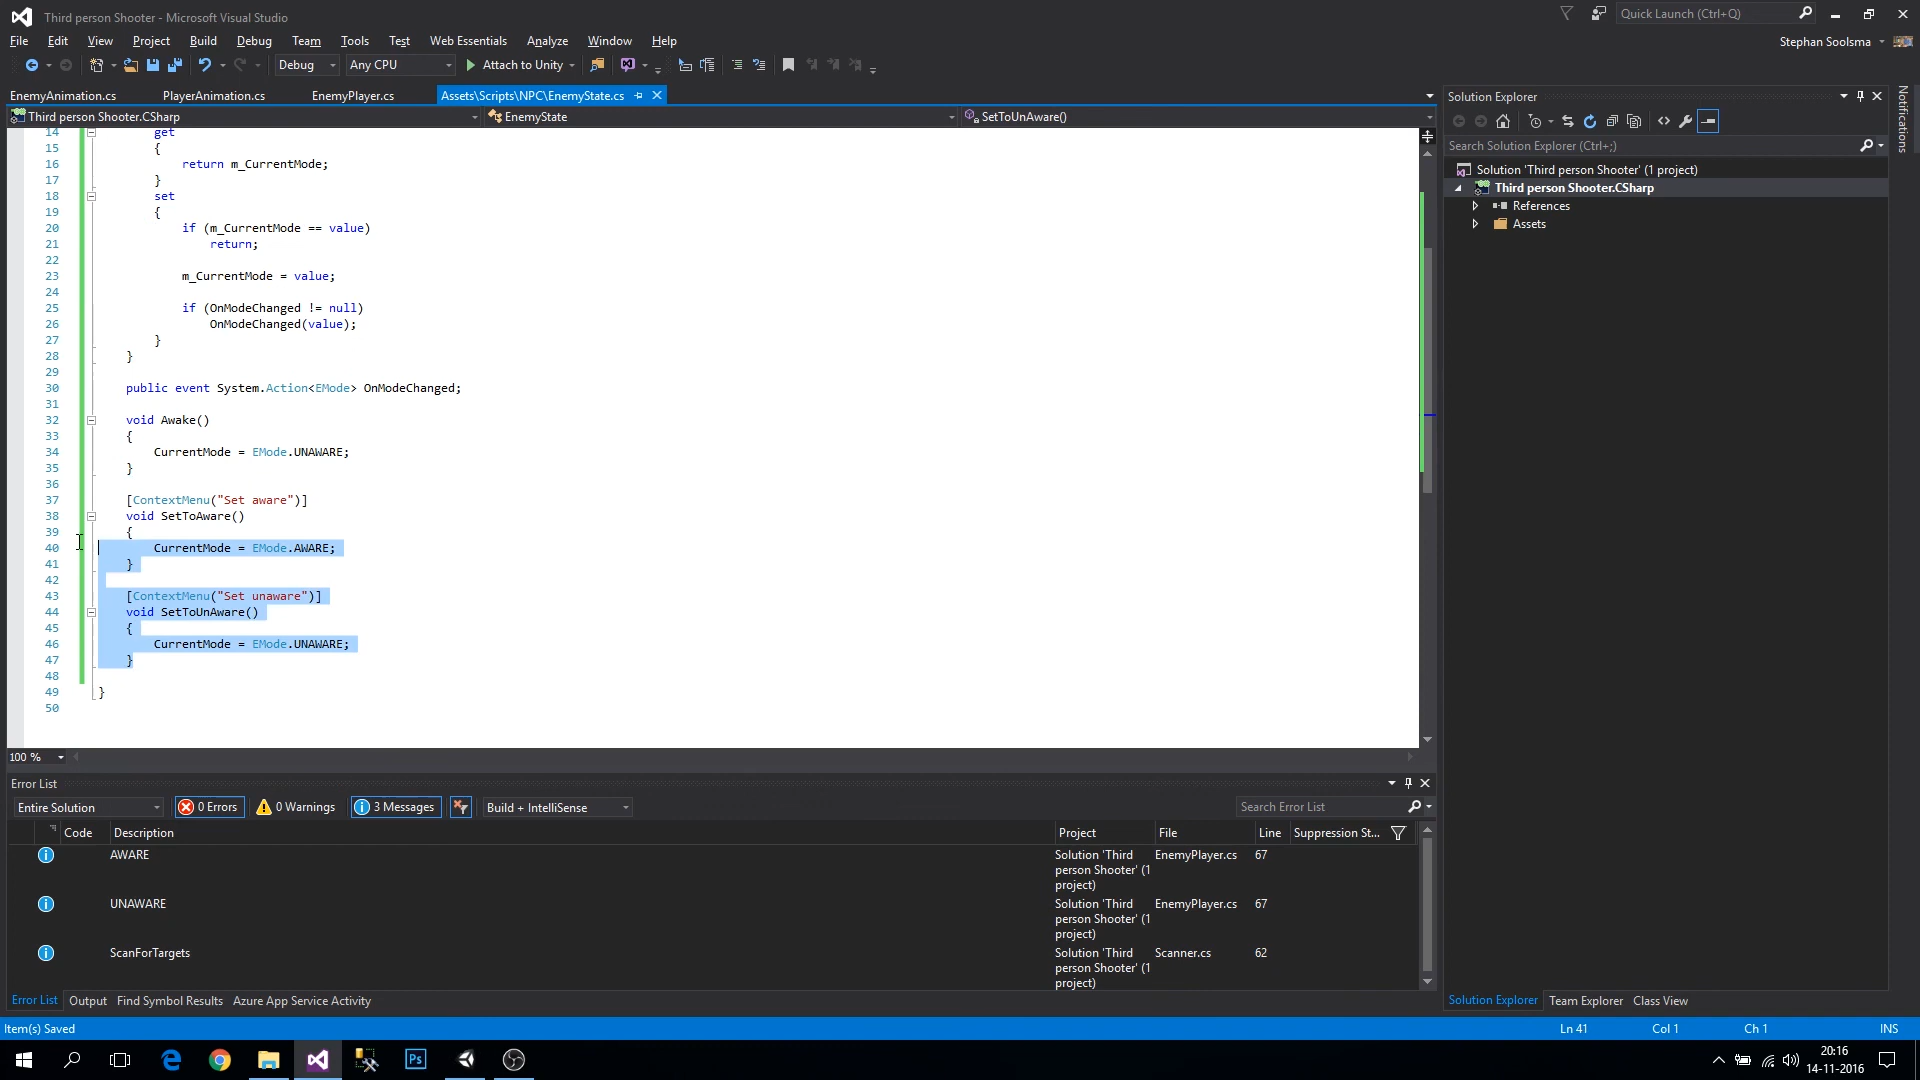 Third person Shooter - Microsoft Visual Studio
Quick Launch (Ctrl+Q)
File Edit View Project Build Debug Team Tools Test Web Essentials Analyze Window Help
Stephan Soolsma
Debug Any CPU Attach to Unity
EnemyAnimation.cs PlayerAnimation.cs EnemyPlayer.cs Assets\Scripts\NPC\EnemyState.cs
Third person Shooter.CSharp EnemyState SetToUnAware()
14 get
15 {
16 return m_CurrentMode;
17 }
18 set
19 {
20 if (m_CurrentMode == value)
21 return;
22
23 m_CurrentMode = value;
24
25 if (OnModeChanged != null)
26 OnModeChanged(value);
27 }
28 }
29
30 public event System.Action<EMode> OnModeChanged;
31
32 void Awake()
33 {
34 CurrentMode = EMode.UNAWARE;
35 }
36
37 [ContextMenu("Set aware")]
38 void SetToAware()
39 {
40 CurrentMode = EMode.AWARE;
41 }
42
43 [ContextMenu("Set unaware")]
44 void SetToUnAware()
45 {
46 CurrentMode = EMode.UNAWARE;
47 }
48
49 }
50
100 %
Solution Explorer
Search Solution Explorer (Ctrl+;)
Solution 'Third person Shooter' (1 project)
Third person Shooter.CSharp
References
Assets
Notifications
Error List
Entire Solution 0 Errors 0 Warnings 3 Messages Build + IntelliSense Search Error List
Code Description Project File Line Suppression St...
AWARE Solution 'Third person Shooter' (1 project) EnemyPlayer.cs 67
UNAWARE Solution 'Third person Shooter' (1 project) EnemyPlayer.cs 67
ScanForTargets Solution 'Third person Shooter' (1 project) Scanner.cs 62
Error List Output Find Symbol Results Azure App Service Activity
Solution Explorer Team Explorer Class View
Item(s) Saved Ln 41 Col 1 Ch 1 INS
Ps
20:16
14-11-2016